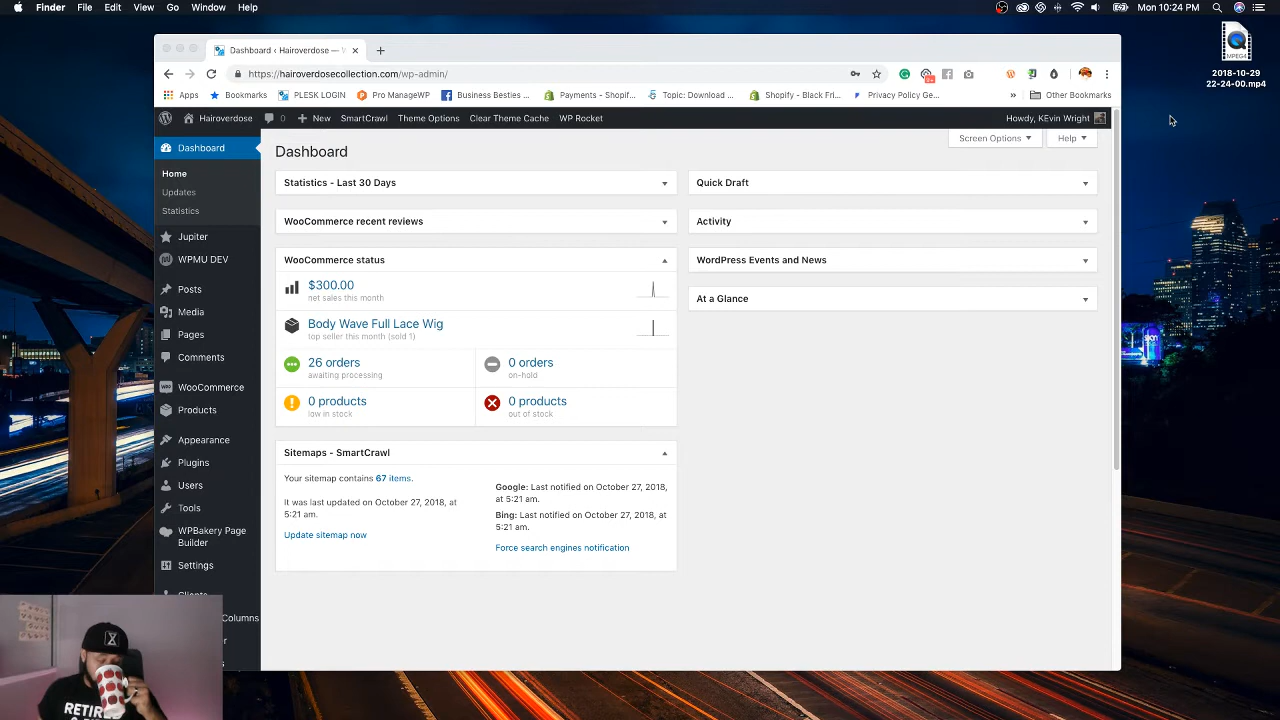 Finder File Edit View Go Window Help
Mon 10:24 PM
MPEG4
2018-10-29
22-24-00.mp4
Dashboard ‹ Hairoverdose —
https://hairoverdosecollection.com/wp-admin/
Apps Bookmarks PLESK LOGIN Pro ManageWP Business Besties ... Payments - Shopif... Topic: Download ... Shopify - Black Fri... Privacy Policy Ge... » Other Bookmarks
Hairoverdose 0 New SmartCrawl Theme Options Clear Theme Cache WP Rocket Howdy, KEvin Wright
Screen Options Help
Dashboard
Home
Updates
Statistics
Jupiter
WPMU DEV
Posts
Media
Pages
Comments
WooCommerce
Products
Appearance
Plugins
Users
Tools
WPBakery Page
Builder
Settings
Clients
Columns
Dashboard
Statistics - Last 30 Days
WooCommerce recent reviews
WooCommerce status
$300.00
net sales this month
Body Wave Full Lace Wig
top seller this month (sold 1)
26 orders
awaiting processing
0 orders
on-hold
0 products
low in stock
0 products
out of stock
Sitemaps - SmartCrawl
Your sitemap contains 67 items.
It was last updated on October 27, 2018, at
5:21 am.
Update sitemap now
Google: Last notified on October 27, 2018,
at 5:21 am.
Bing: Last notified on October 27, 2018, at
5:21 am.
Force search engines notification
Quick Draft
Activity
WordPress Events and News
At a Glance
skin
RETI